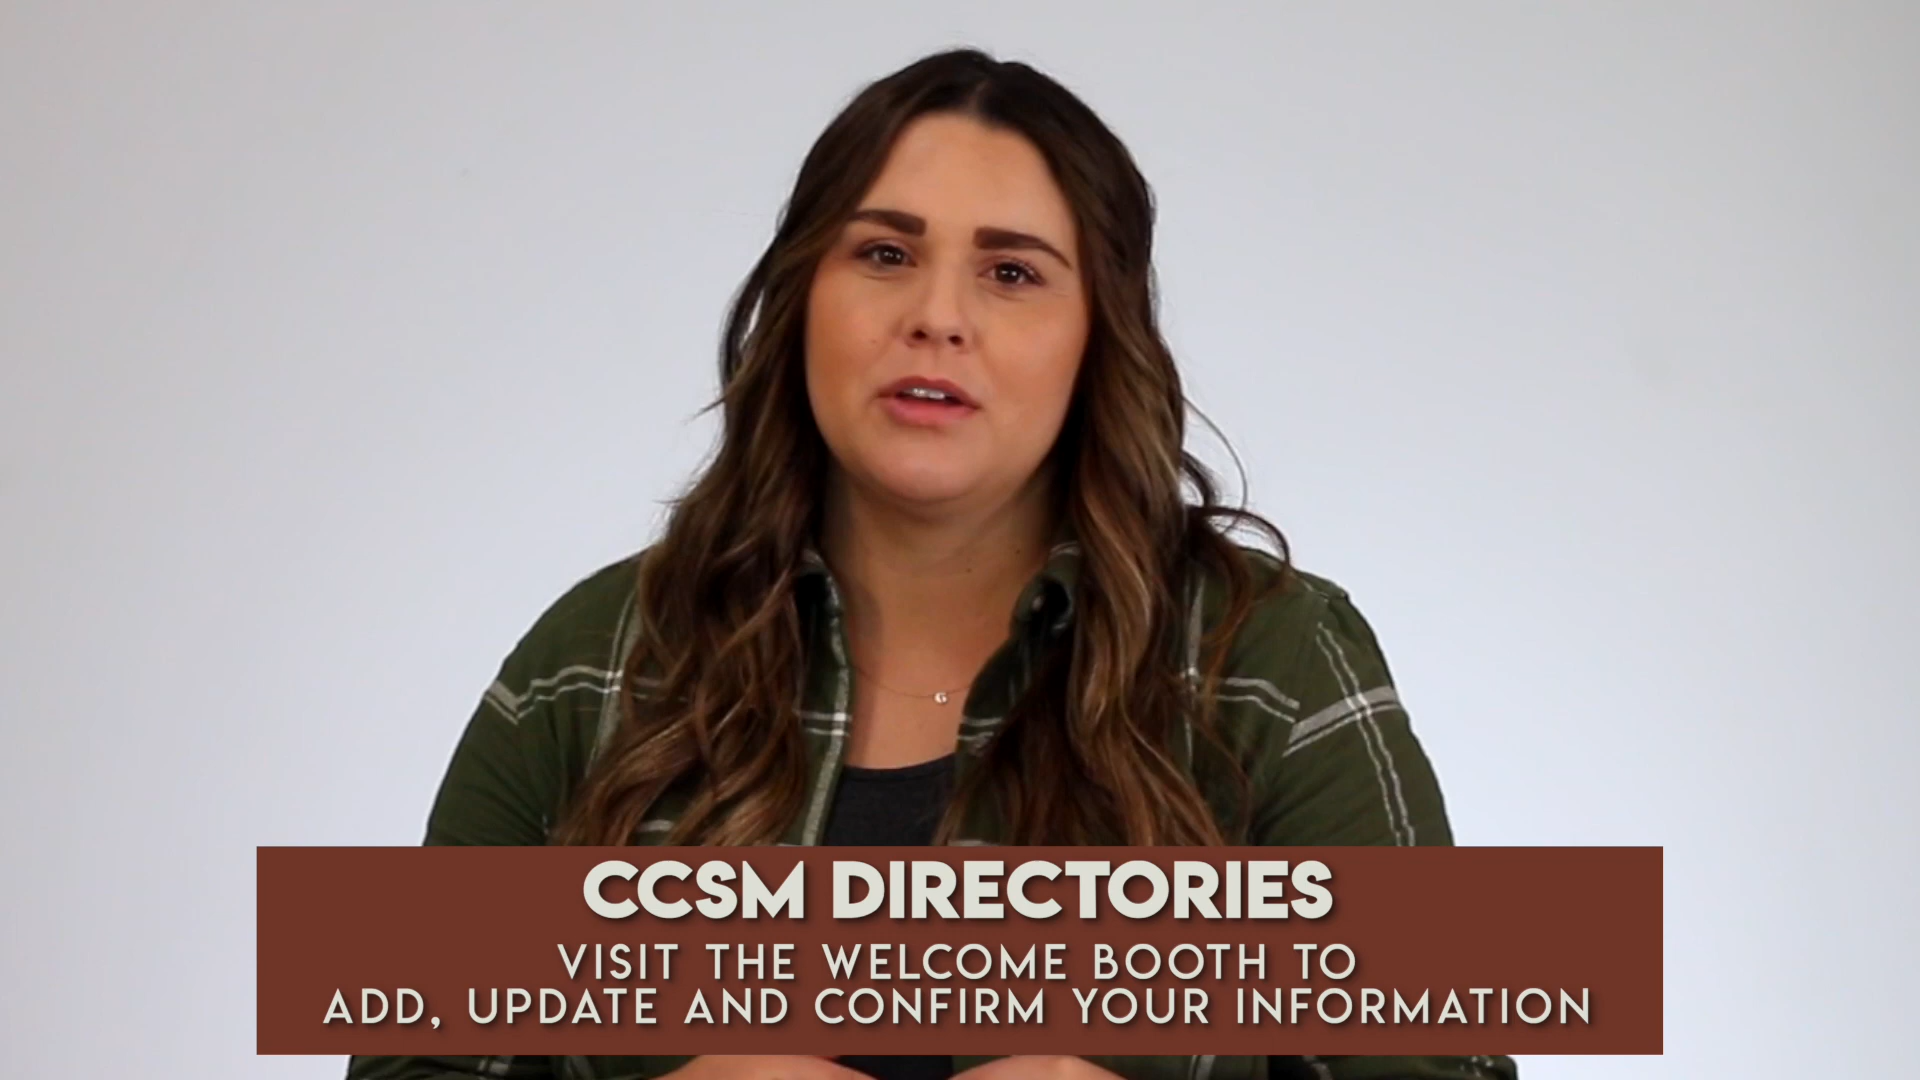 CCSM DIRECTORIES
VISIT THE WELCOME BOOTH TO
ADD, UPDATE AND CONFIRM YOUR INFORMATION